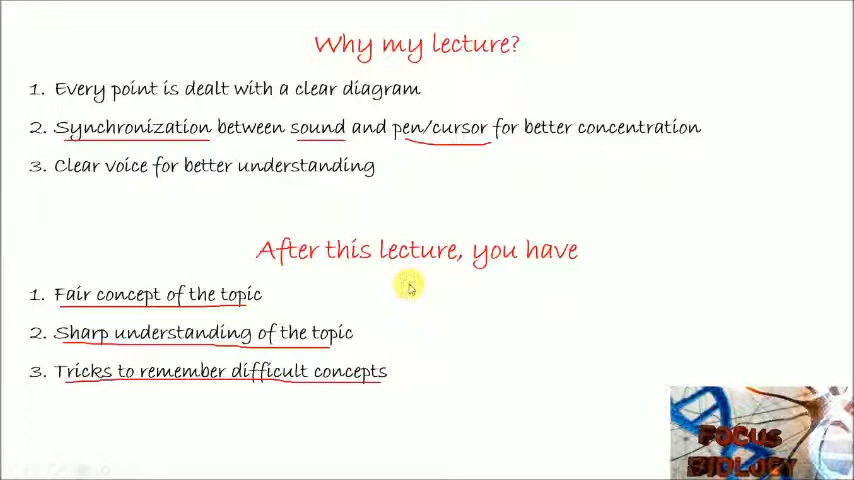 Why my lecture?
1. Every point is dealt with a clear diagram
2. Synchronization between sound and pen/cursor for better concentration
3. Clear voice for better understanding
After this lecture, you have
1. Fair concept of the topic
2. Sharp understanding of the topic
3. Tricks to remember difficult concepts
FOCUS
BIOLOGY